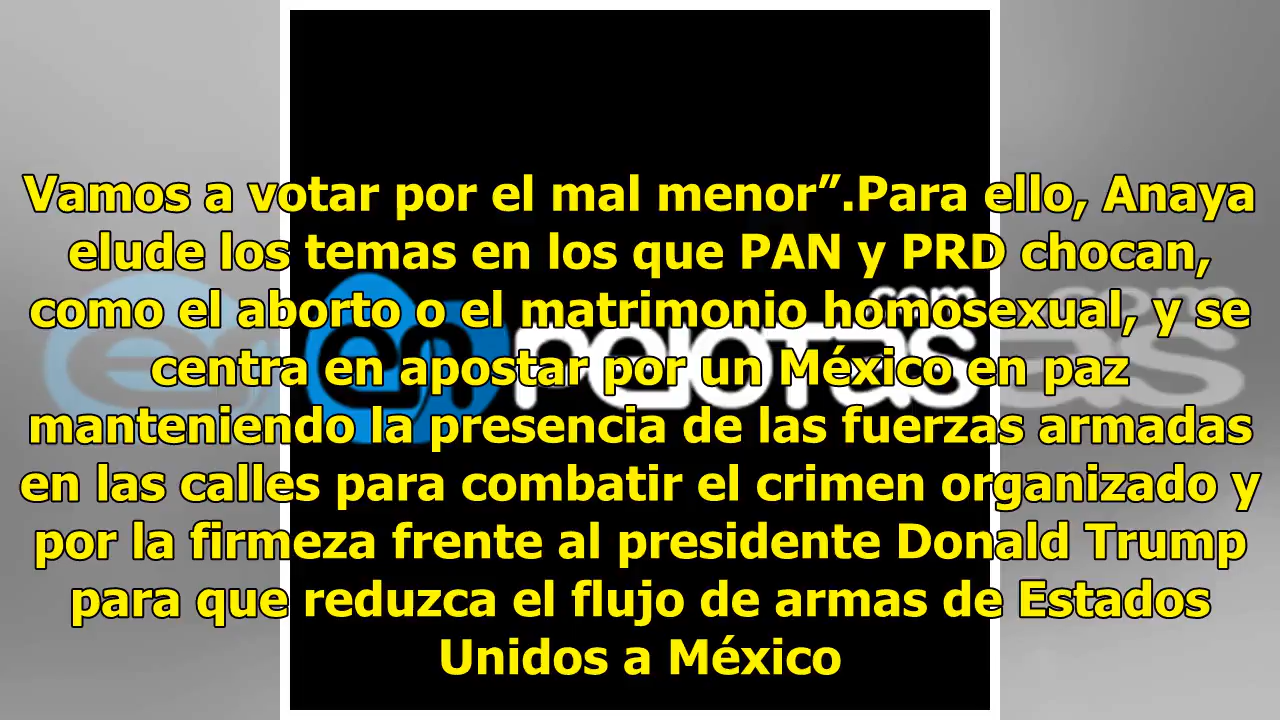 Vamos a votar por el mal menor”.Para ello, Anaya
elude los temas en los que PAN y PRD chocan,
como el aborto o el matrimonio homosexual, y se
centra en apostar por un México en paz
manteniendo la presencia de las fuerzas armadas
en las calles para combatir el crimen organizado y
por la firmeza frente al presidente Donald Trump
para que reduzca el flujo de armas de Estados
Unidos a México
en pelotas
.com